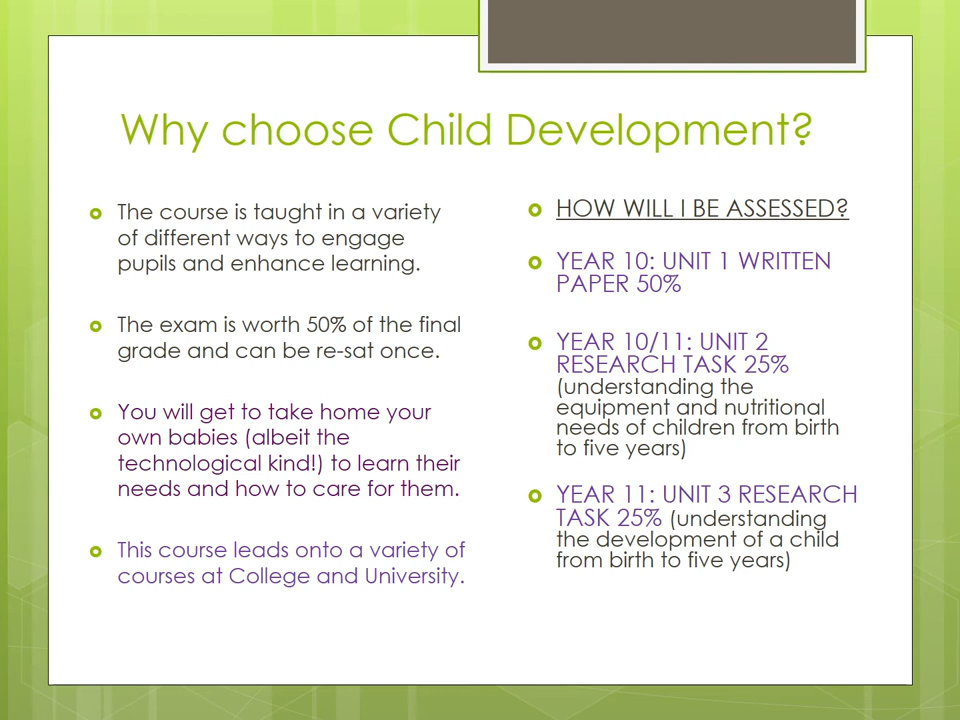 Why choose Child Development?
The course is taught in a variety
of different ways to engage
pupils and enhance learning.
The exam is worth 50% of the final
grade and can be re-sat once.
You will get to take home your
own babies (albeit the
technological kind!) to learn their
needs and how to care for them.
This course leads onto a variety of
courses at College and University.
HOW WILL I BE ASSESSED?
YEAR 10: UNIT 1 WRITTEN
PAPER 50%
YEAR 10/11: UNIT 2
RESEARCH TASK 25%
(understanding the
equipment and nutritional
needs of children from birth
to five years)
YEAR 11: UNIT 3 RESEARCH
TASK 25% (understanding
the development of a child
from birth to five years)